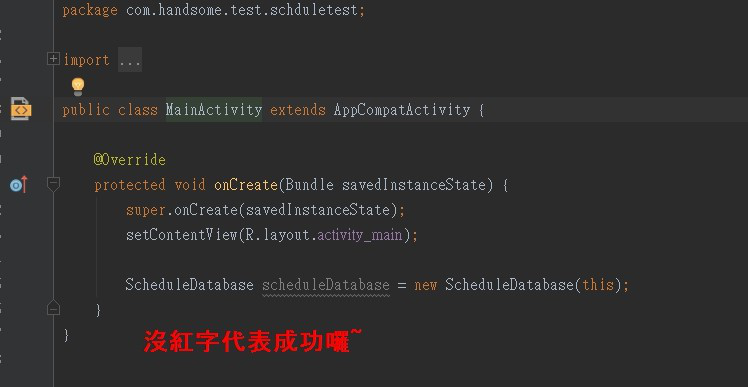 package com.handsome.test.schduletest;
import ...
public class MainActivity extends AppCompatActivity {
@Override
protected void onCreate(Bundle savedInstanceState) {
super.onCreate(savedInstanceState);
setContentView(R.layout.activity_main);
ScheduleDatabase scheduleDatabase = new ScheduleDatabase(this);
}
}
沒紅字代表成功囉~